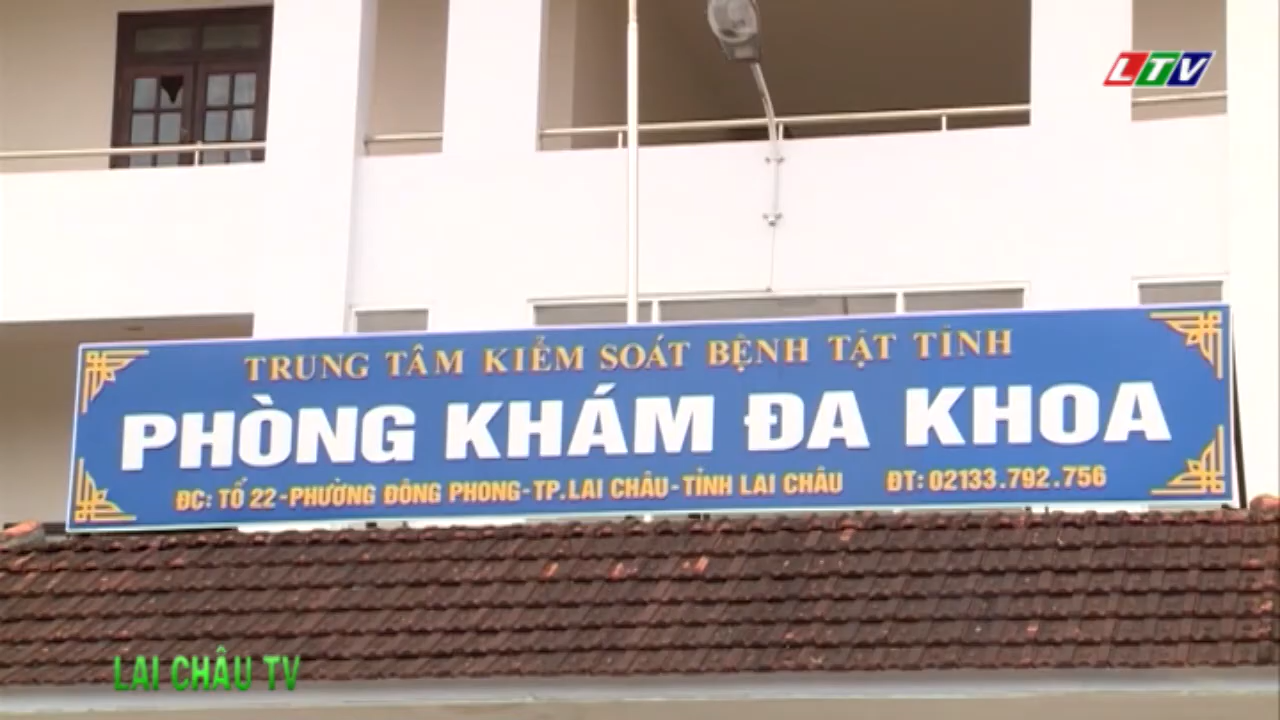 LTV
TRUNG TÂM KIỂM SOÁT BỆNH TẬT TỈNH
PHÒNG KHÁM ĐA KHOA
ĐC: TỔ 22-PHƯỜNG ĐÔNG PHONG-TP.LAI CHÂU-TỈNH LAI CHÂU ĐT: 02133.792.756
LAI CHÂU TV